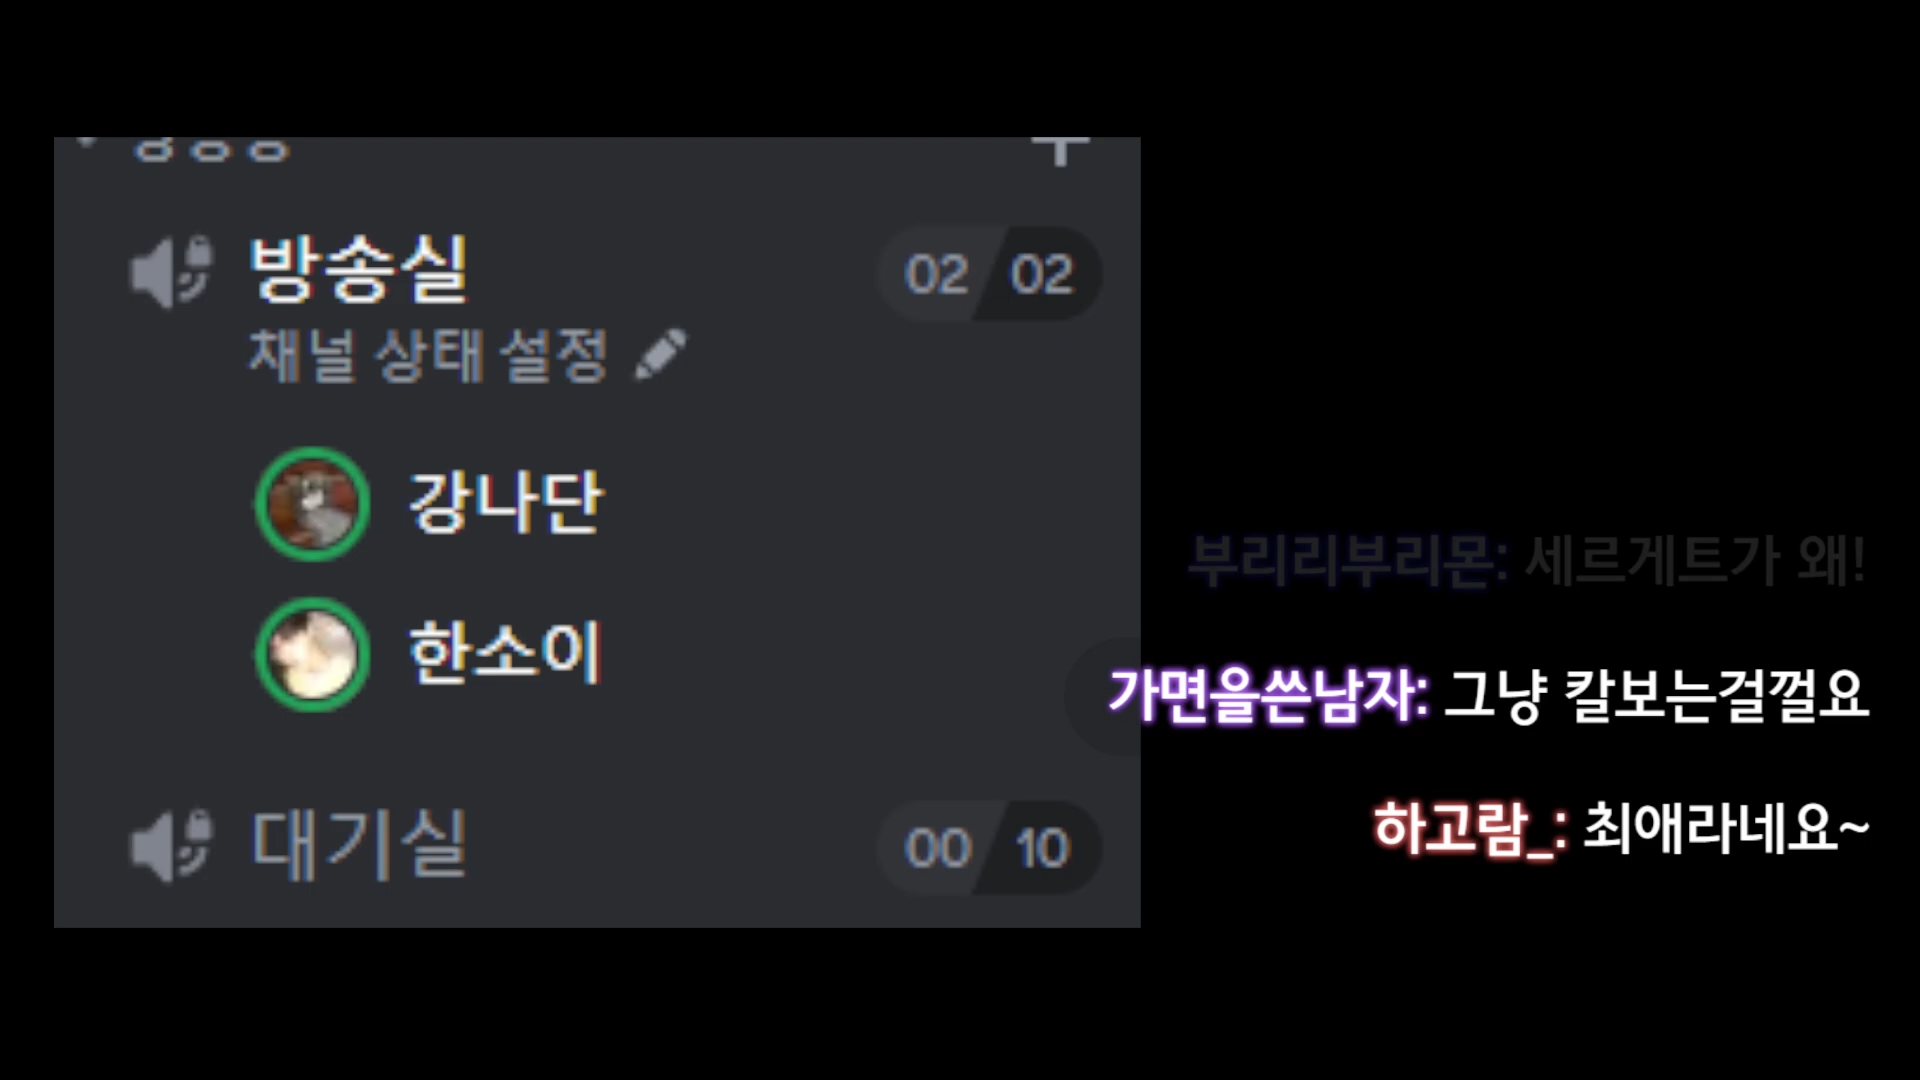 방송실 02 02
채널 상태 설정
강나단
한소이
대기실 00 10
부리리부리몬: 세르게트가 왜!
가면을쓴남자: 그냥 칼보는걸껄요
하고람_: 최애라네요~